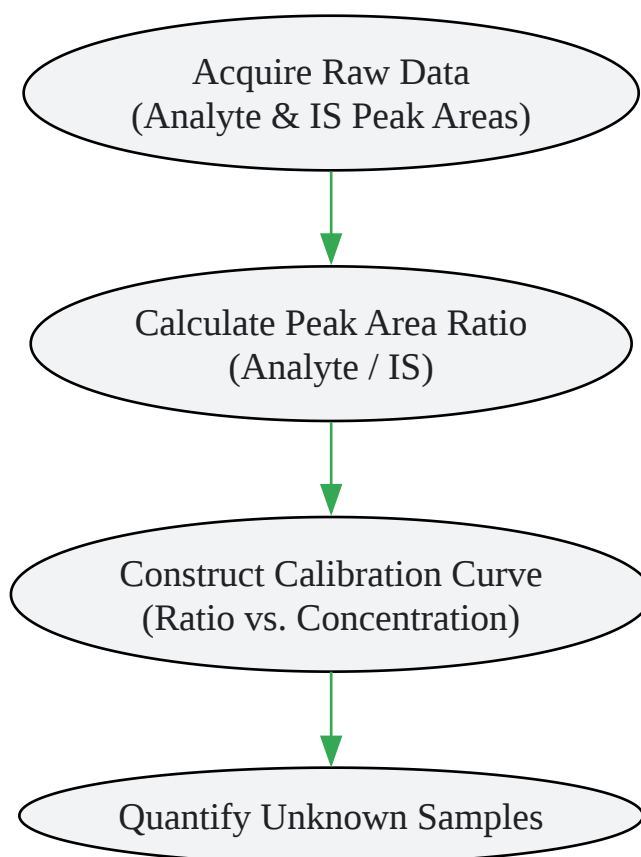 Acquire Raw Data
(Analyte & IS Peak Areas)
Calculate Peak Area Ratio
(Analyte / IS)
Construct Calibration Curve
(Ratio vs. Concentration)
Quantify Unknown Samples